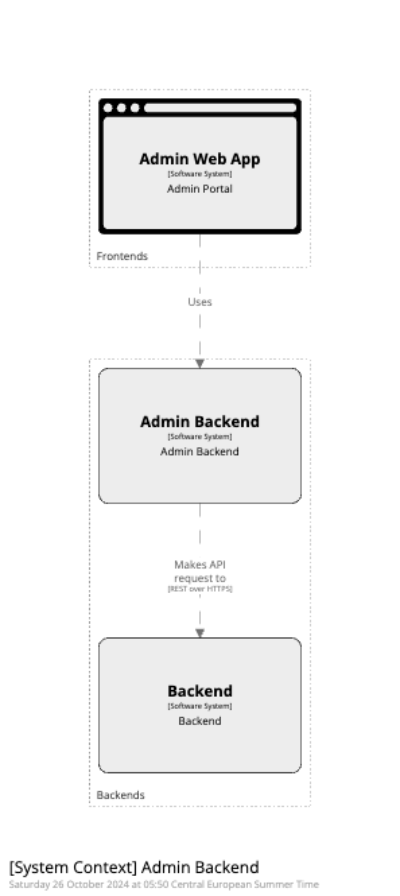 Admin Web App
[Software System]
Admin Portal
Frontends
Uses
Admin Backend
[Software System]
Admin Backend
Makes API
request to
[REST over HTTPS]
Backend
[Software System]
Backend
Backends
[System Context] Admin Backend
Saturday 26 October 2024 at 05:50 Central European Summer Time